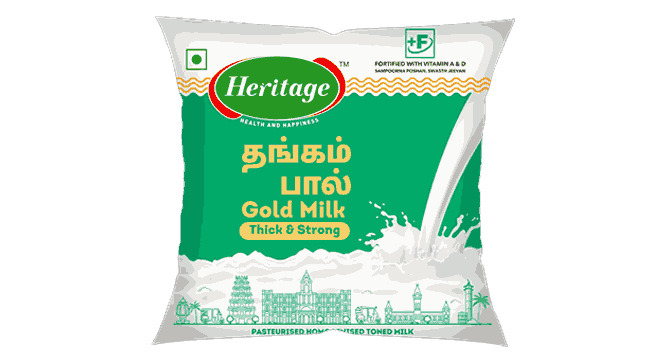 +F
FORTIFIED WITH VITAMIN A & D
SAMPOORNA POSHAN, SWASTH JEEVAN
Heritage
TM
HEALTH AND HAPPINESS
தங்கம்
பால்
Gold Milk
Thick & Strong
PASTEURISED HOMOGENISED TONED MILK